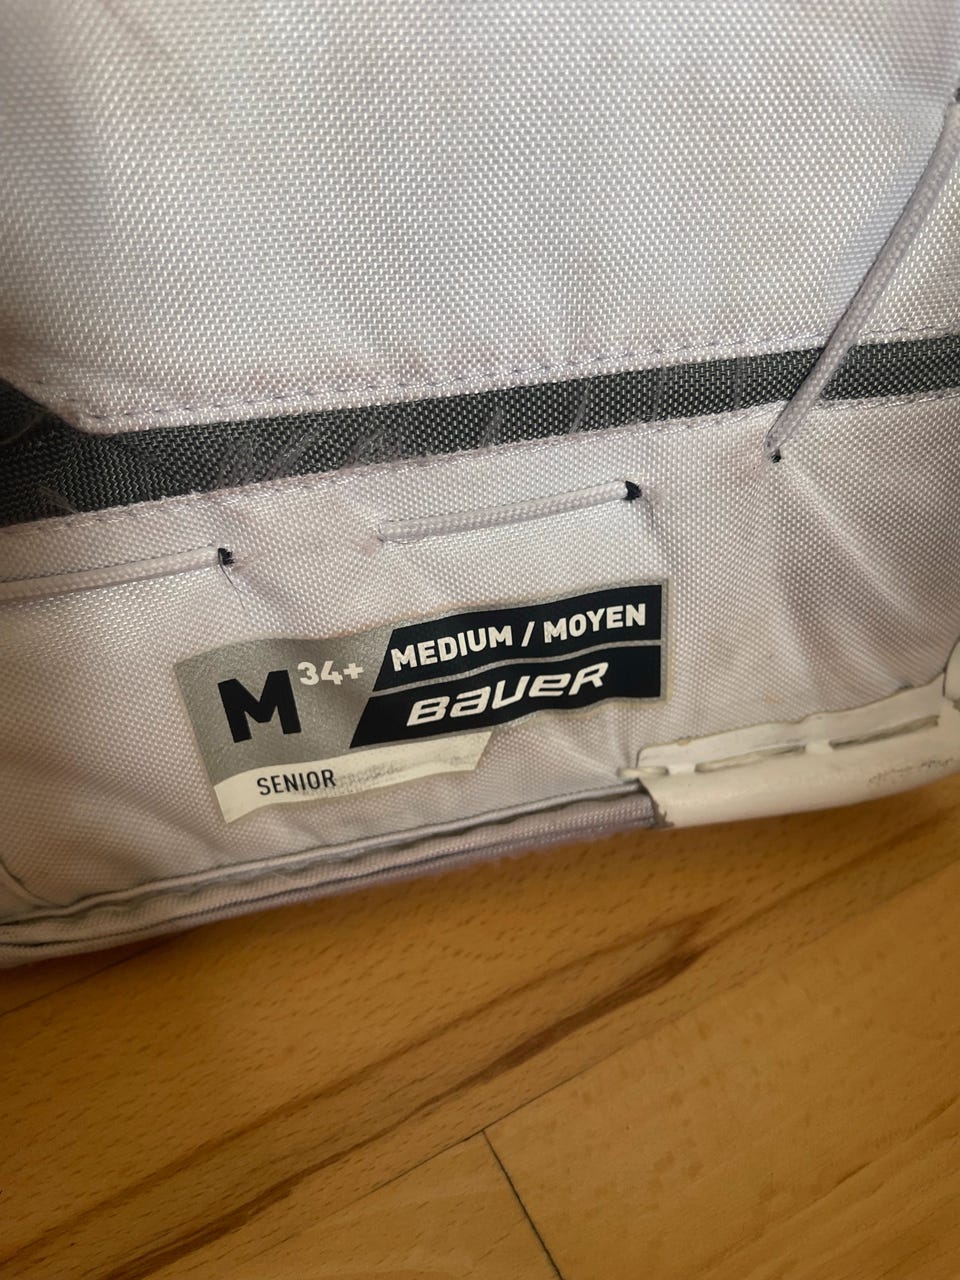 M 34+
MEDIUM / MOYEN
BAUER
SENIOR